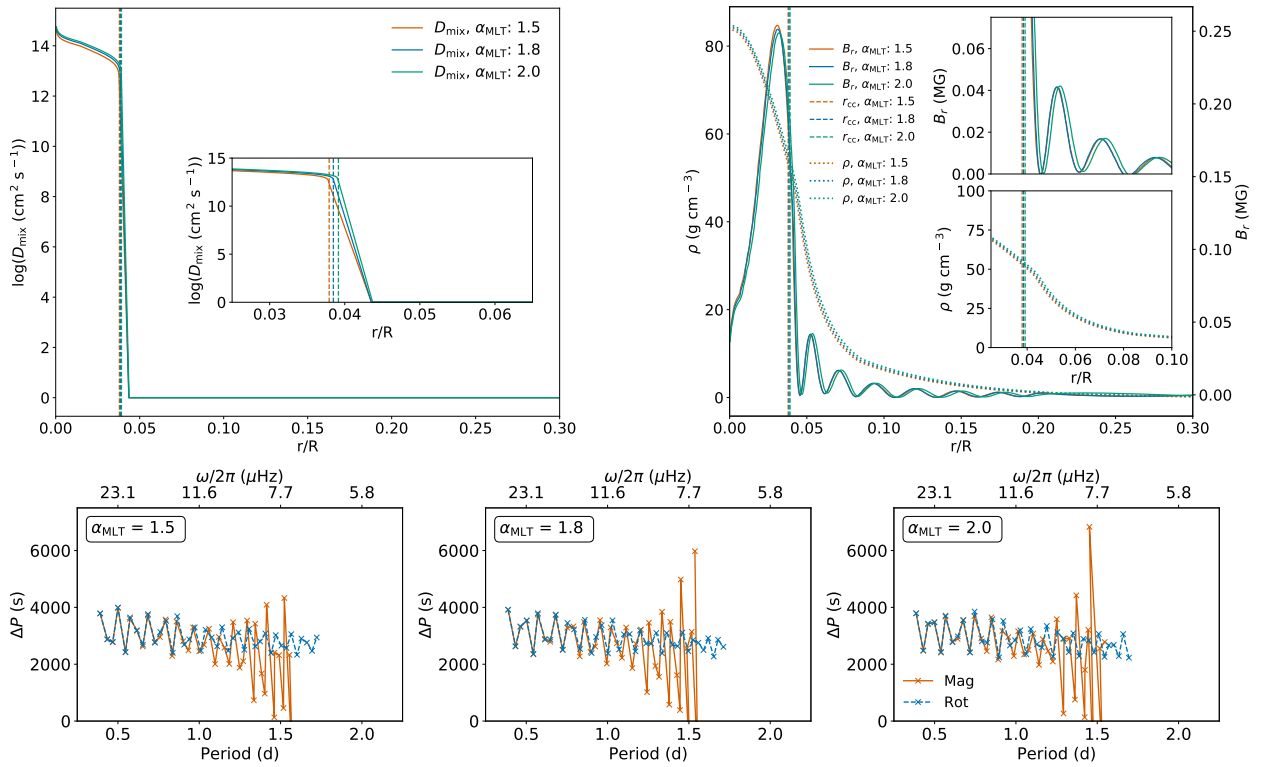 log(D_mix (cm² s⁻¹))
14
12
10
8
6
4
2
0
0.00 0.05 0.10 0.15 0.20 0.25 0.30
r/R
D_mix, α_MLT: 1.5
D_mix, α_MLT: 1.8
D_mix, α_MLT: 2.0
log(D_mix (cm² s⁻¹))
15
10
5
0
0.03 0.04 0.05 0.06
r/R
ρ (g cm⁻³)
80
60
40
20
0
0.00 0.05 0.10 0.15 0.20 0.25 0.30
r/R
B_r (MG)
0.25
0.20
0.15
0.10
0.05
0.00
B_r, α_MLT: 1.5
B_r, α_MLT: 1.8
B_r, α_MLT: 2.0
r_cc, α_MLT: 1.5
r_cc, α_MLT: 1.8
r_cc, α_MLT: 2.0
ρ, α_MLT: 1.5
ρ, α_MLT: 1.8
ρ, α_MLT: 2.0
B_r (MG)
0.06
0.04
0.02
0.00
ρ (g cm⁻³)
100
75
50
25
0
0.04 0.06 0.08 0.10
r/R
ω/2π (μHz)
23.1 11.6 7.7 5.8
α_MLT = 1.5
ΔP (s)
6000
4000
2000
0
0.5 1.0 1.5 2.0
Period (d)
ω/2π (μHz)
23.1 11.6 7.7 5.8
α_MLT = 1.8
ΔP (s)
6000
4000
2000
0
0.5 1.0 1.5 2.0
Period (d)
ω/2π (μHz)
23.1 11.6 7.7 5.8
α_MLT = 2.0
ΔP (s)
6000
4000
2000
0
Mag
Rot
0.5 1.0 1.5 2.0
Period (d)